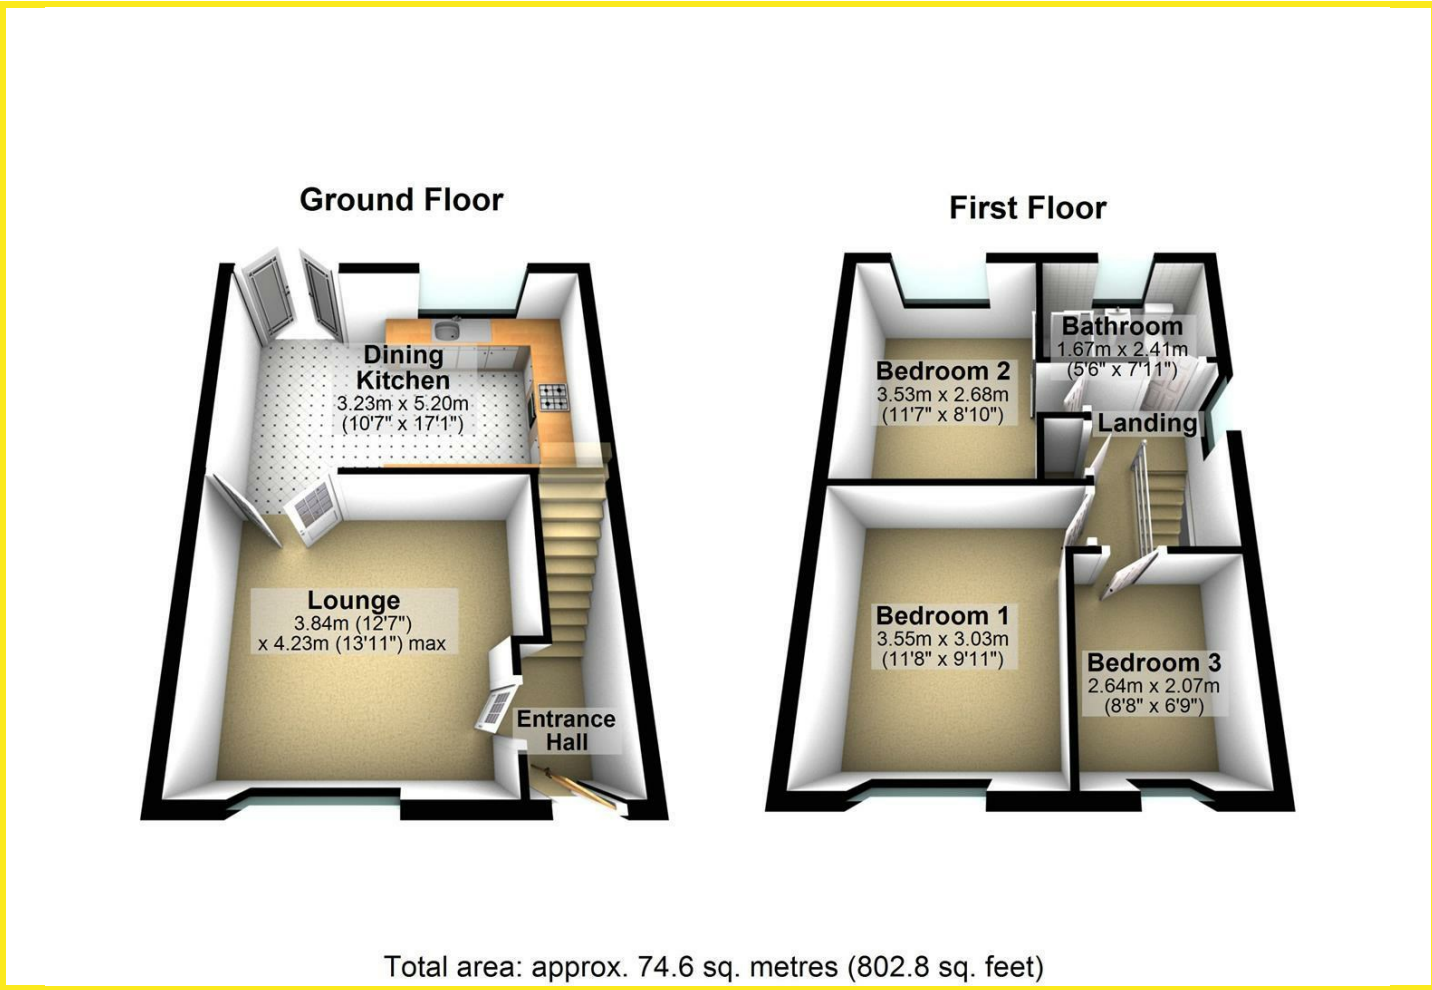 Ground Floor
First Floor
Dining
Kitchen
3.23m x 5.20m
(10'7" x 17'1")
Lounge
3.84m (12'7")
x 4.23m (13'11") max
Entrance
Hall
Bedroom 2
3.53m x 2.68m
(11'7" x 8'10")
Bathroom
1.67m x 2.41m
(5'6" x 7'11")
Landing
Bedroom 1
3.55m x 3.03m
(11'8" x 9'11")
Bedroom 3
2.64m x 2.07m
(8'8" x 6'9")
Total area: approx. 74.6 sq. metres (802.8 sq. feet)